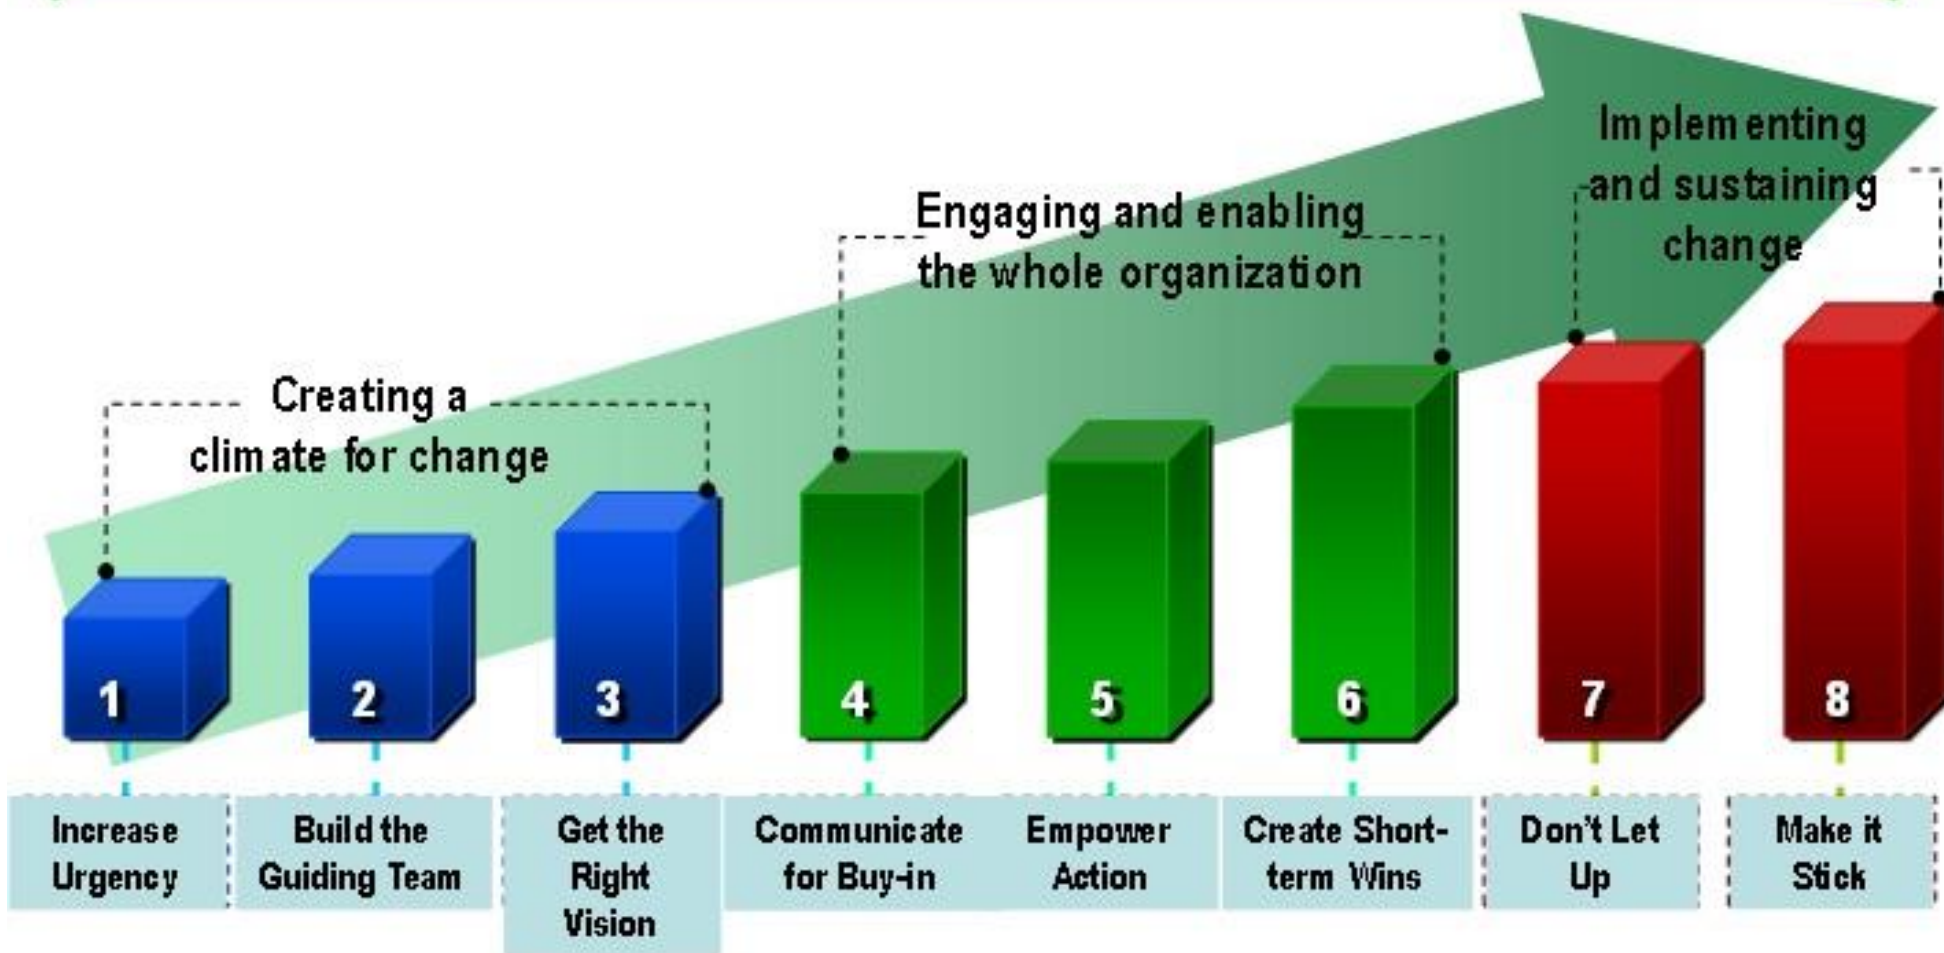 Implementing
and sustaining
change
Engaging and enabling
the whole organization
Creating a
climate for change
1
2
3
4
5
6
7
8
Increase
Urgency
Build the
Guiding Team
Get the
Right
Vision
Communicate
for Buy-in
Empower
Action
Create Short-
term Wins
Don't Let
Up
Make it
Stick